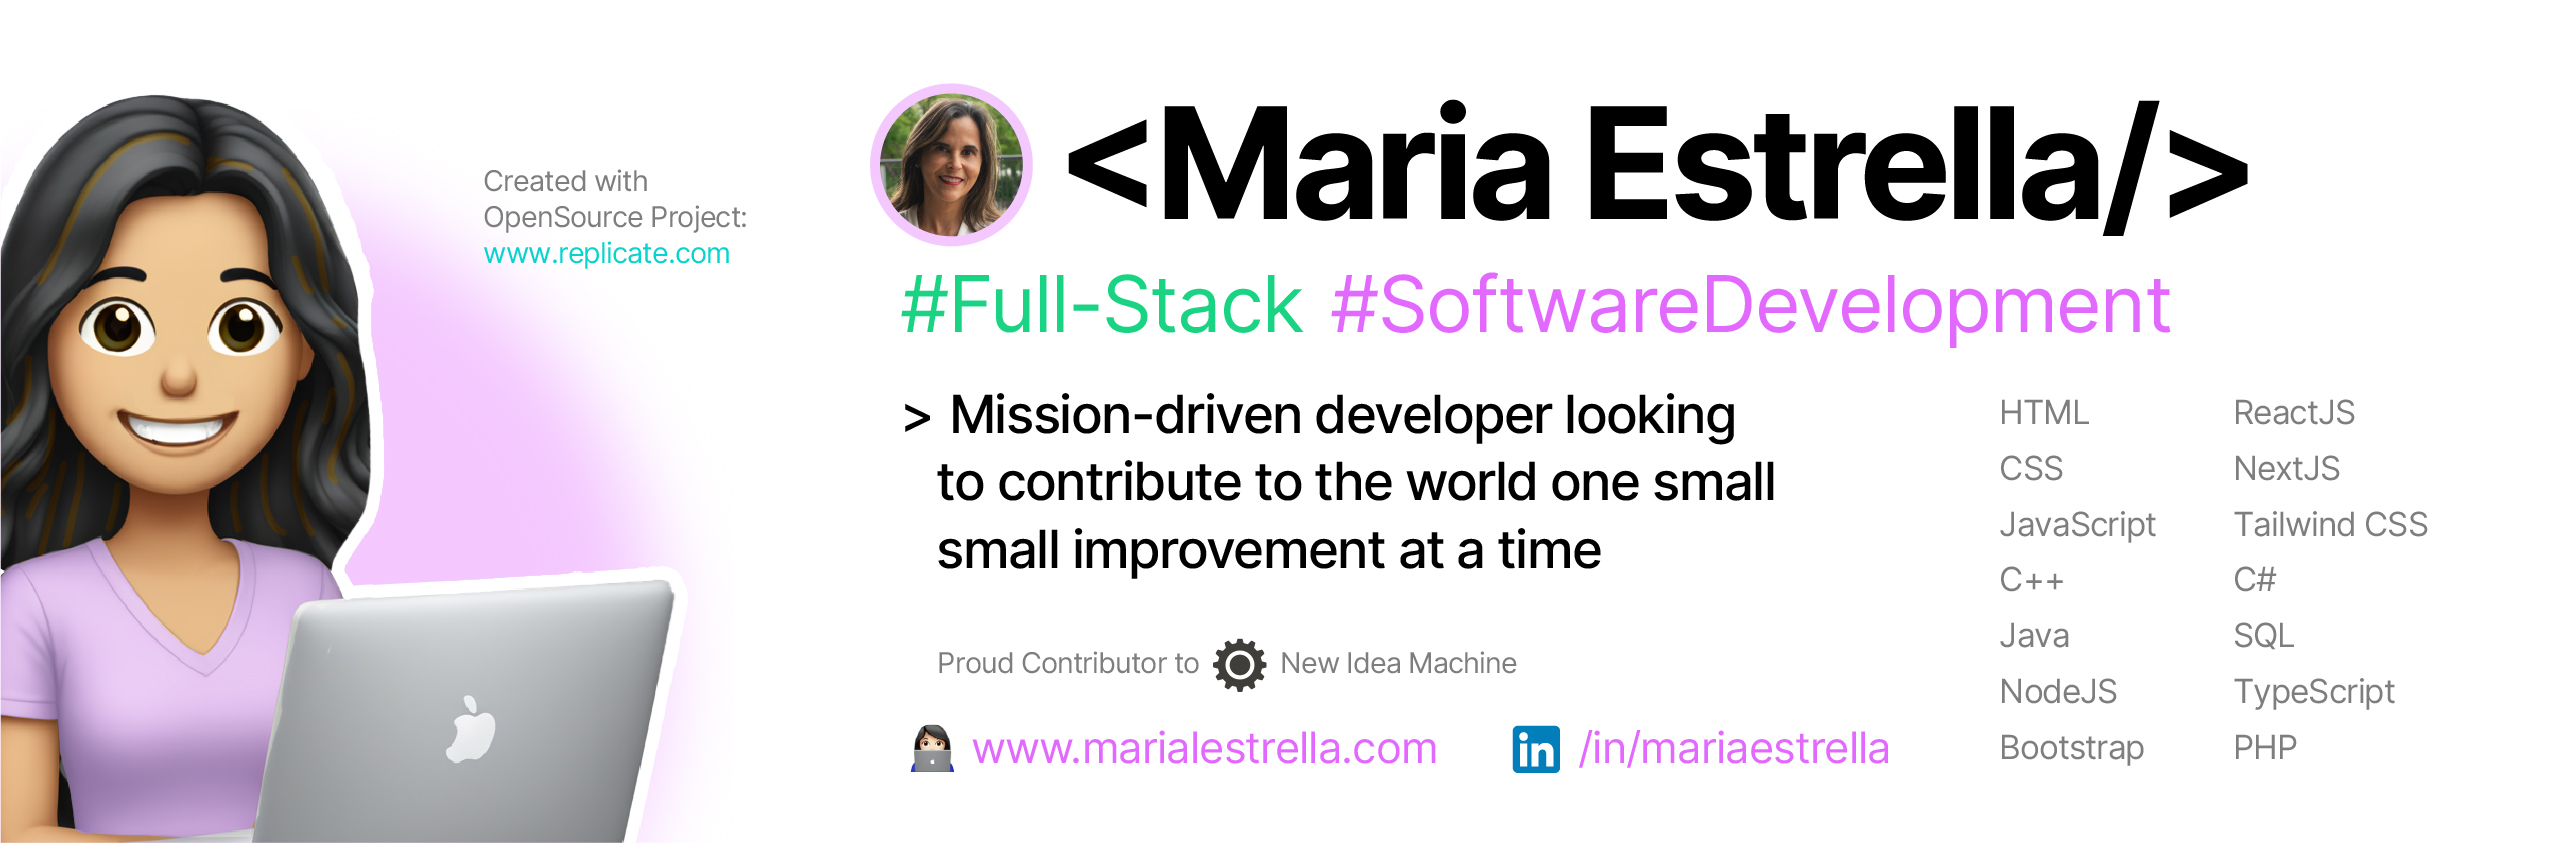 Created with
OpenSource Project:
www.replicate.com
<Maria Estrella/>
#Full-Stack #SoftwareDevelopment
> Mission-driven developer looking
to contribute to the world one small
small improvement at a time
Proud Contributor to New Idea Machine
www.marialestrella.com
in /in/mariaestrella
HTML
CSS
JavaScript
C++
Java
NodeJS
Bootstrap
ReactJS
NextJS
Tailwind CSS
C#
SQL
TypeScript
PHP